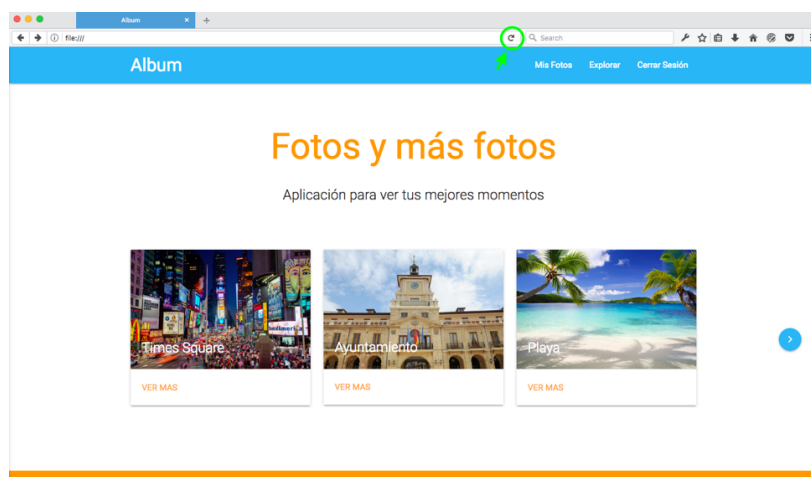 Album
file:///
Search
Album
Mis Fotos Explorar Cerrar Sesión
Fotos y más fotos
Aplicación para ver tus mejores momentos
Times Square
Ayuntamiento
Playa
VER MAS
VER MAS
VER MAS